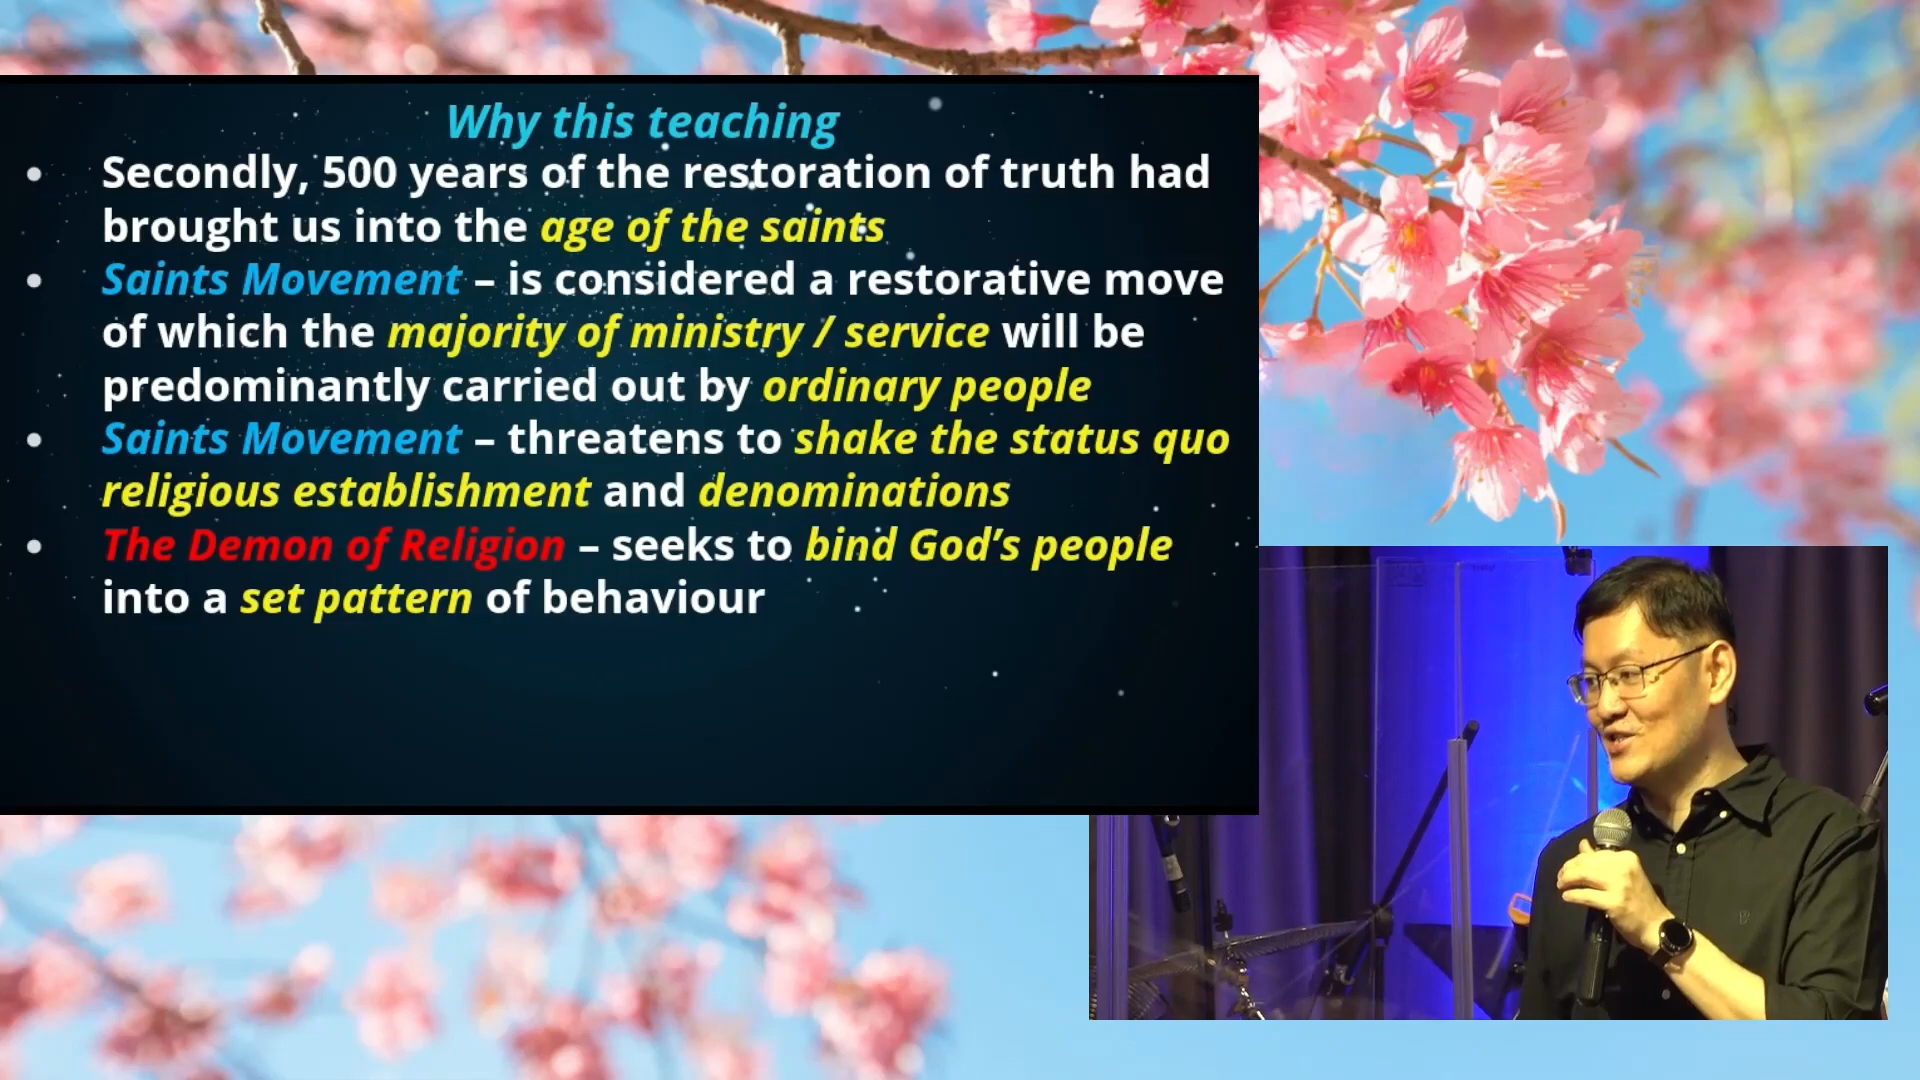 Why this teaching
• Secondly, 500 years of the restoration of truth had
brought us into the age of the saints
• Saints Movement – is considered a restorative move
of which the majority of ministry / service will be
predominantly carried out by ordinary people
• Saints Movement – threatens to shake the status quo
religious establishment and denominations
• The Demon of Religion – seeks to bind God’s people
into a set pattern of behaviour